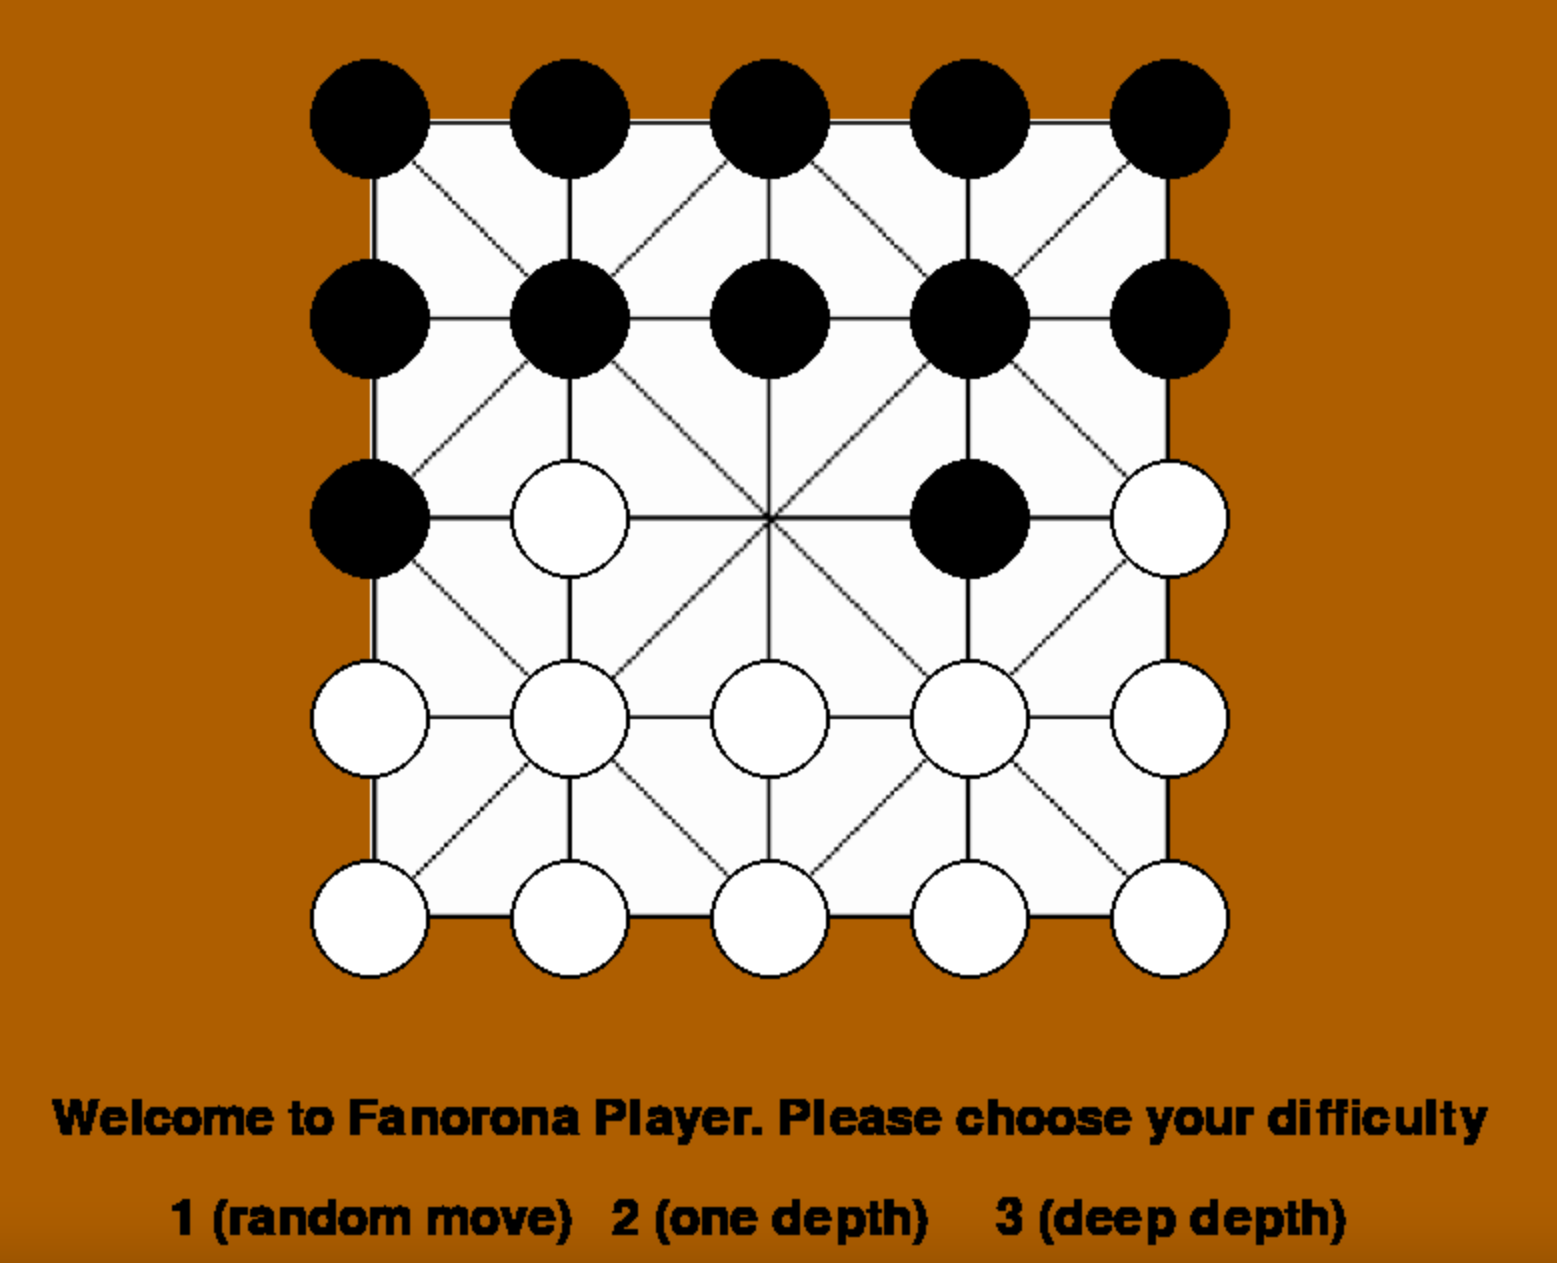 Welcome to Fanorona Player. Please choose your difficulty
1 (random move) 2 (one depth) 3 (deep depth)